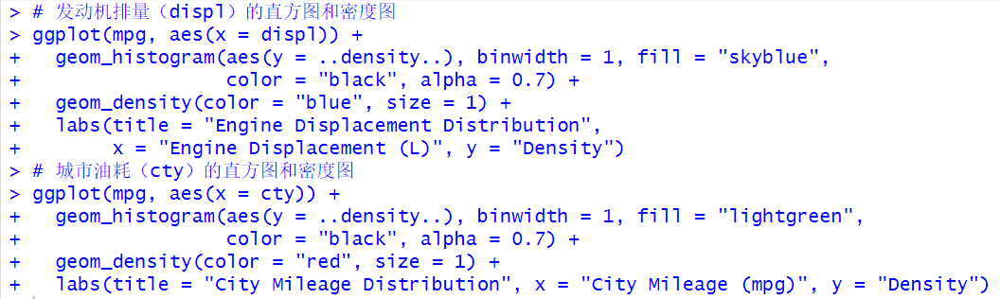 > # 发动机排量（displ）的直方图和密度图
> ggplot(mpg, aes(x = displ)) +
+   geom_histogram(aes(y = ..density..), binwidth = 1, fill = "skyblue",
+                  color = "black", alpha = 0.7) +
+   geom_density(color = "blue", size = 1) +
+   labs(title = "Engine Displacement Distribution",
+        x = "Engine Displacement (L)", y = "Density")
> # 城市油耗（cty）的直方图和密度图
> ggplot(mpg, aes(x = cty)) +
+   geom_histogram(aes(y = ..density..), binwidth = 1, fill = "lightgreen",
+                  color = "black", alpha = 0.7) +
+   geom_density(color = "red", size = 1) +
+   labs(title = "City Mileage Distribution", x = "City Mileage (mpg)", y = "Density")